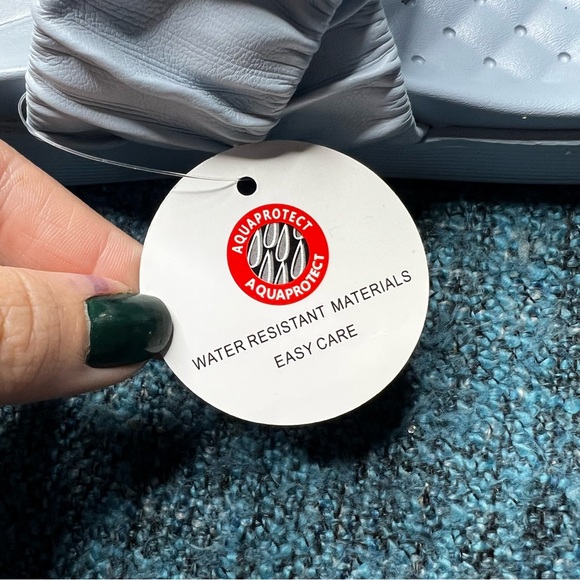 AQUAPROTECT
AQUAPROTECT
WATER RESISTANT MATERIALS
EASY CARE